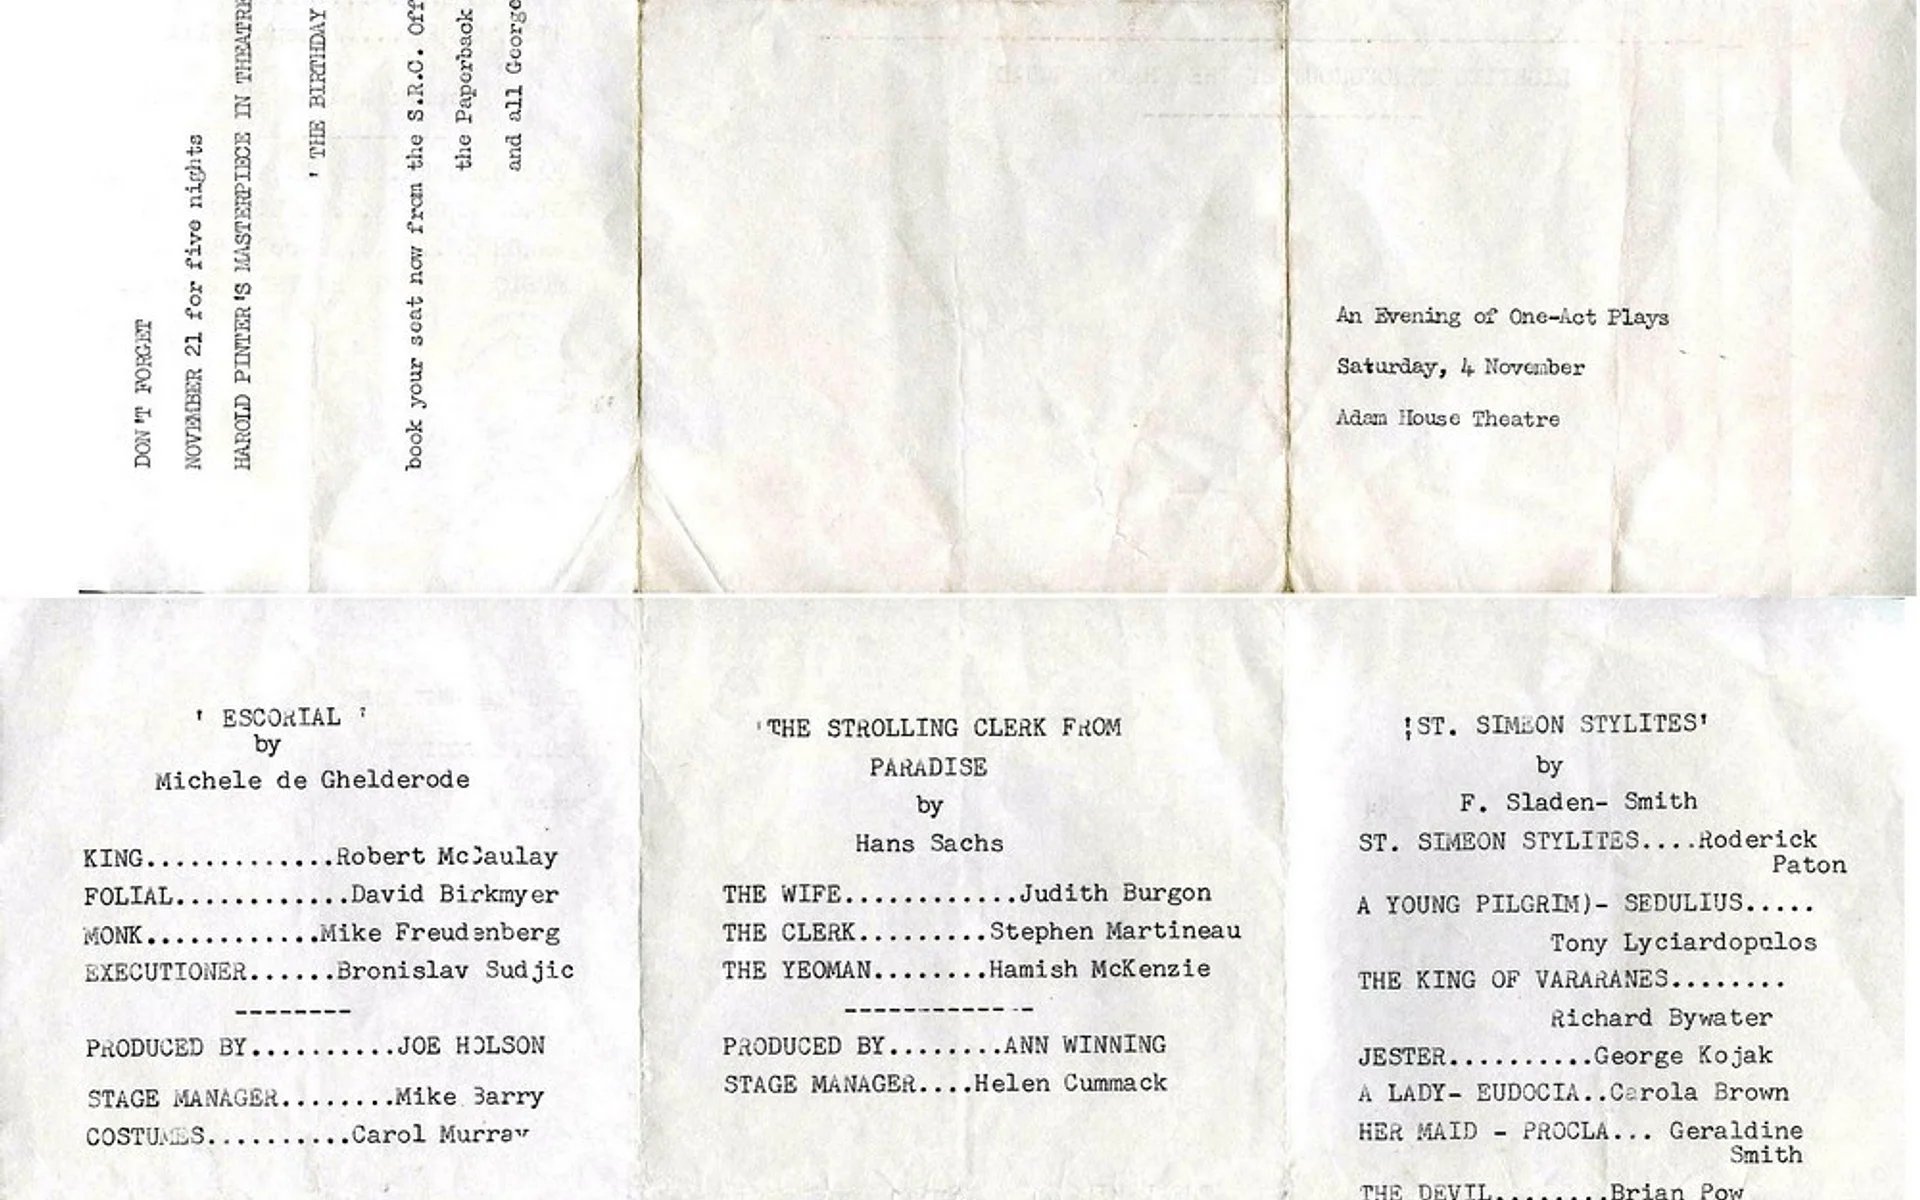 DON'T FORGET
NOVEMBER 21 for five nights
HAROLD PINTER'S MASTERPIECE IN THEATRE
' THE BIRTHDAY
book your seat now from the S.R.C. Off
the Paperback
and all George
An Evening of One-Act Plays
Saturday, 4 November
Adam House Theatre
' ESCORIAL '
by
Michele de Ghelderode
KING.............Robert McCaulay
FOLIAL............David Birkmyer
MONK............Mike Freudenberg
EXECUTIONER......Bronislav Sudjic
--------
PRODUCED BY..........JOE HOLSON
STAGE MANAGER........Mike Barry
COSTUMES..........Carol Murray
'THE STROLLING CLERK FROM
PARADISE
by
Hans Sachs
THE WIFE............Judith Burgon
THE CLERK.........Stephen Martineau
THE YEOMAN........Hamish McKenzie
-------------
PRODUCED BY........ANN WINNING
STAGE MANAGER....Helen Cummack
'ST. SIMEON STYLITES'
by
F. Sladen- Smith
ST. SIMEON STYLITES....Roderick
Paton
A YOUNG PILGRIM)- SEDULIUS.....
Tony Lyciardopulos
THE KING OF VARARANES........
Richard Bywater
JESTER..........George Kojak
A LADY- EUDOCIA..Carola Brown
HER MAID - PROCLA... Geraldine
Smith
THE DEVIL........Brian Pow